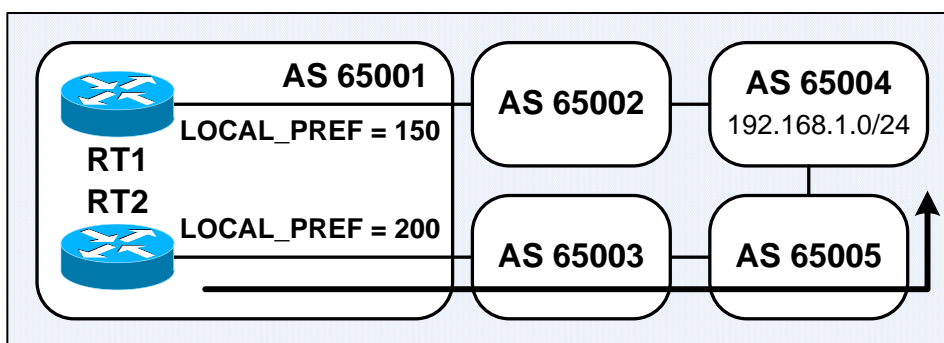 AS 65001
LOCAL_PREF = 150
RT1
RT2
LOCAL_PREF = 200
AS 65002
AS 65004
192.168.1.0/24
AS 65003
AS 65005